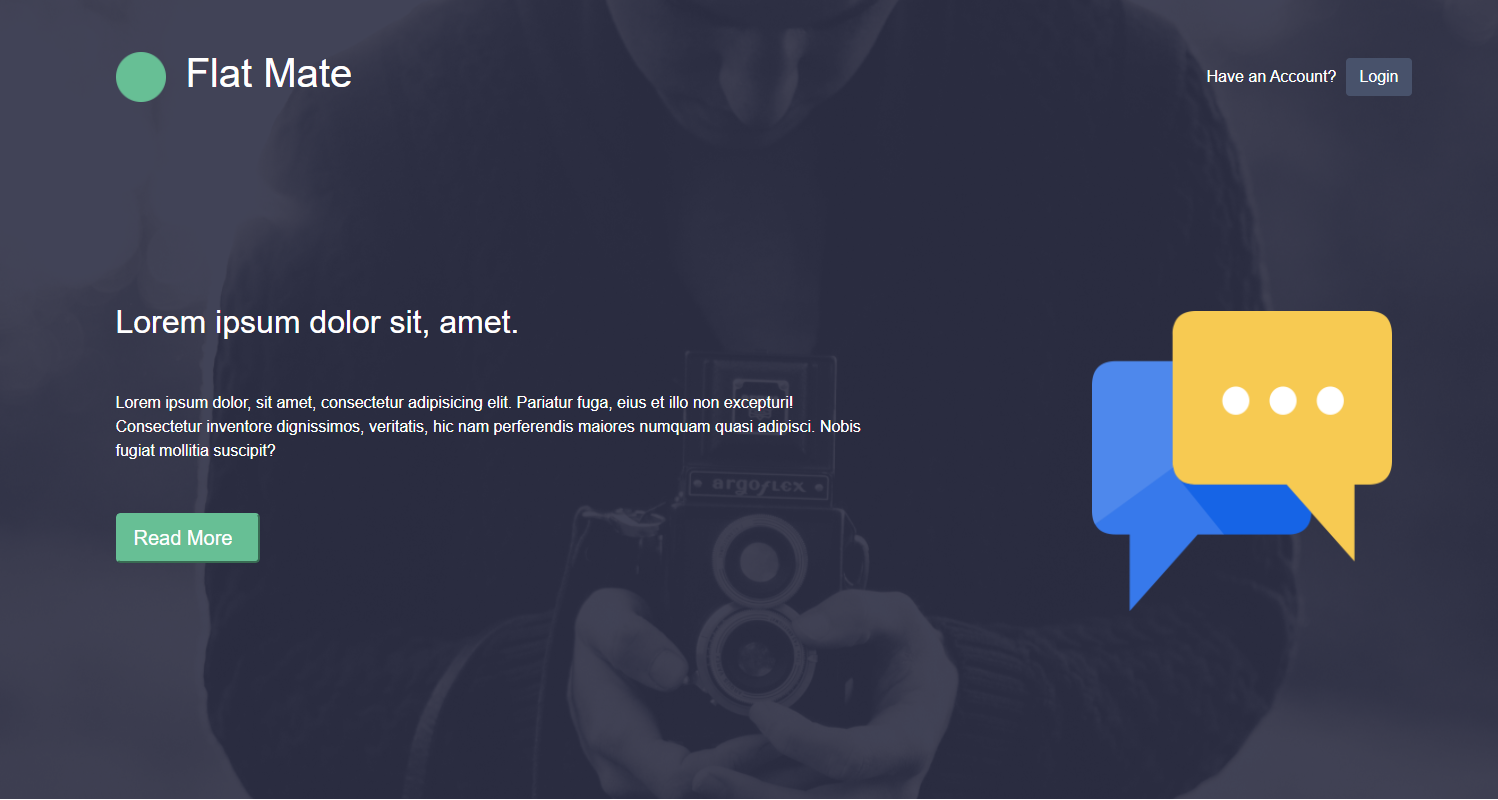 Flat Mate
Have an Account? Login
Lorem ipsum dolor sit, amet.
Lorem ipsum dolor, sit amet, consectetur adipisicing elit. Pariatur fuga, eius et illo non excepturi!
Consectetur inventore dignissimos, veritatis, hic nam perferendis maiores numquam quasi adipisci. Nobis
fugiat mollitia suscipit?
argoflex
Read More